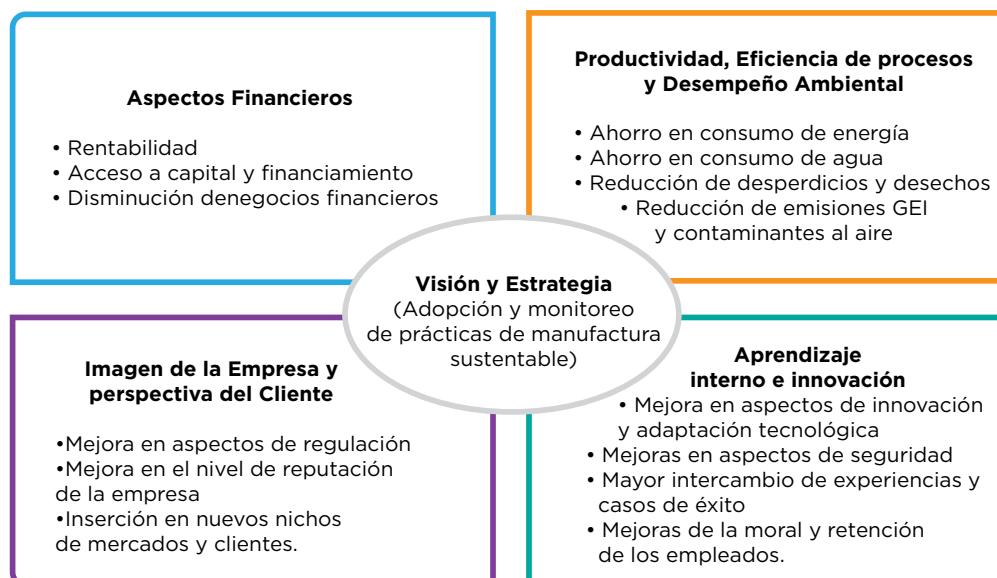 Aspectos Financieros
• Rentabilidad
• Acceso a capital y financiamiento
• Disminución denegocios financieros
Productividad, Eficiencia de procesos
y Desempeño Ambiental
• Ahorro en consumo de energía
• Ahorro en consumo de agua
• Reducción de desperdicios y desechos
• Reducción de emisiones GEI
y contaminantes al aire
Visión y Estrategia
(Adopción y monitoreo
de prácticas de manufactura
sustentable)
Imagen de la Empresa y
perspectiva del Cliente
•Mejora en aspectos de regulación
•Mejora en el nivel de reputación
de la empresa
•Inserción en nuevos nichos
de mercados y clientes.
Aprendizaje
interno e innovación
• Mejora en aspectos de innovación
y adaptación tecnológica
• Mejoras en aspectos de seguridad
• Mayor intercambio de experiencias y
casos de éxito
• Mejoras de la moral y retención
de los empleados.